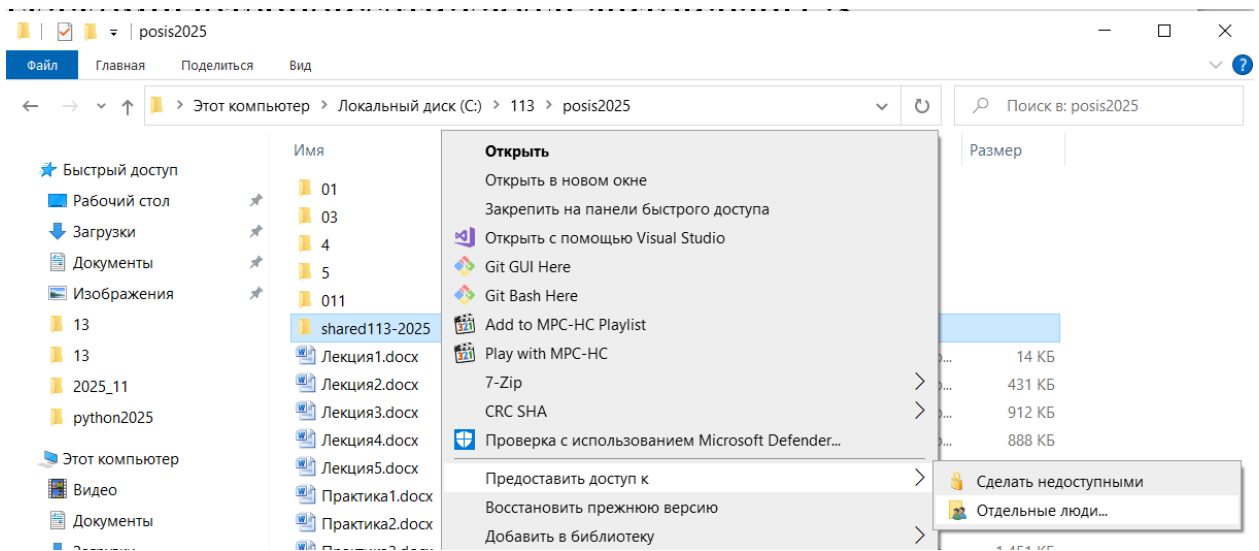 posis2025
Файл Главная Поделиться Вид
Этот компьютер > Локальный диск (C:) > 113 > posis2025
Поиск в: posis2025
Быстрый доступ
Рабочий стол
Загрузки
Документы
Изображения
13
13
2025_11
python2025
Этот компьютер
Видео
Документы
Имя
Размер
01
03
4
5
011
shared113-2025
Лекция1.docx
14 КБ
Лекция2.docx
431 КБ
Лекция3.docx
912 КБ
Лекция4.docx
888 КБ
Лекция5.docx
Практика1.docx
Практика2.docx
Открыть
Открыть в новом окне
Закрепить на панели быстрого доступа
Открыть с помощью Visual Studio
Git GUI Here
Git Bash Here
Add to MPC-HC Playlist
Play with MPC-HC
7-Zip
CRC SHA
Проверка с использованием Microsoft Defender...
Предоставить доступ к
Восстановить прежнюю версию
Добавить в библиотеку
Сделать недоступными
Отдельные люди...